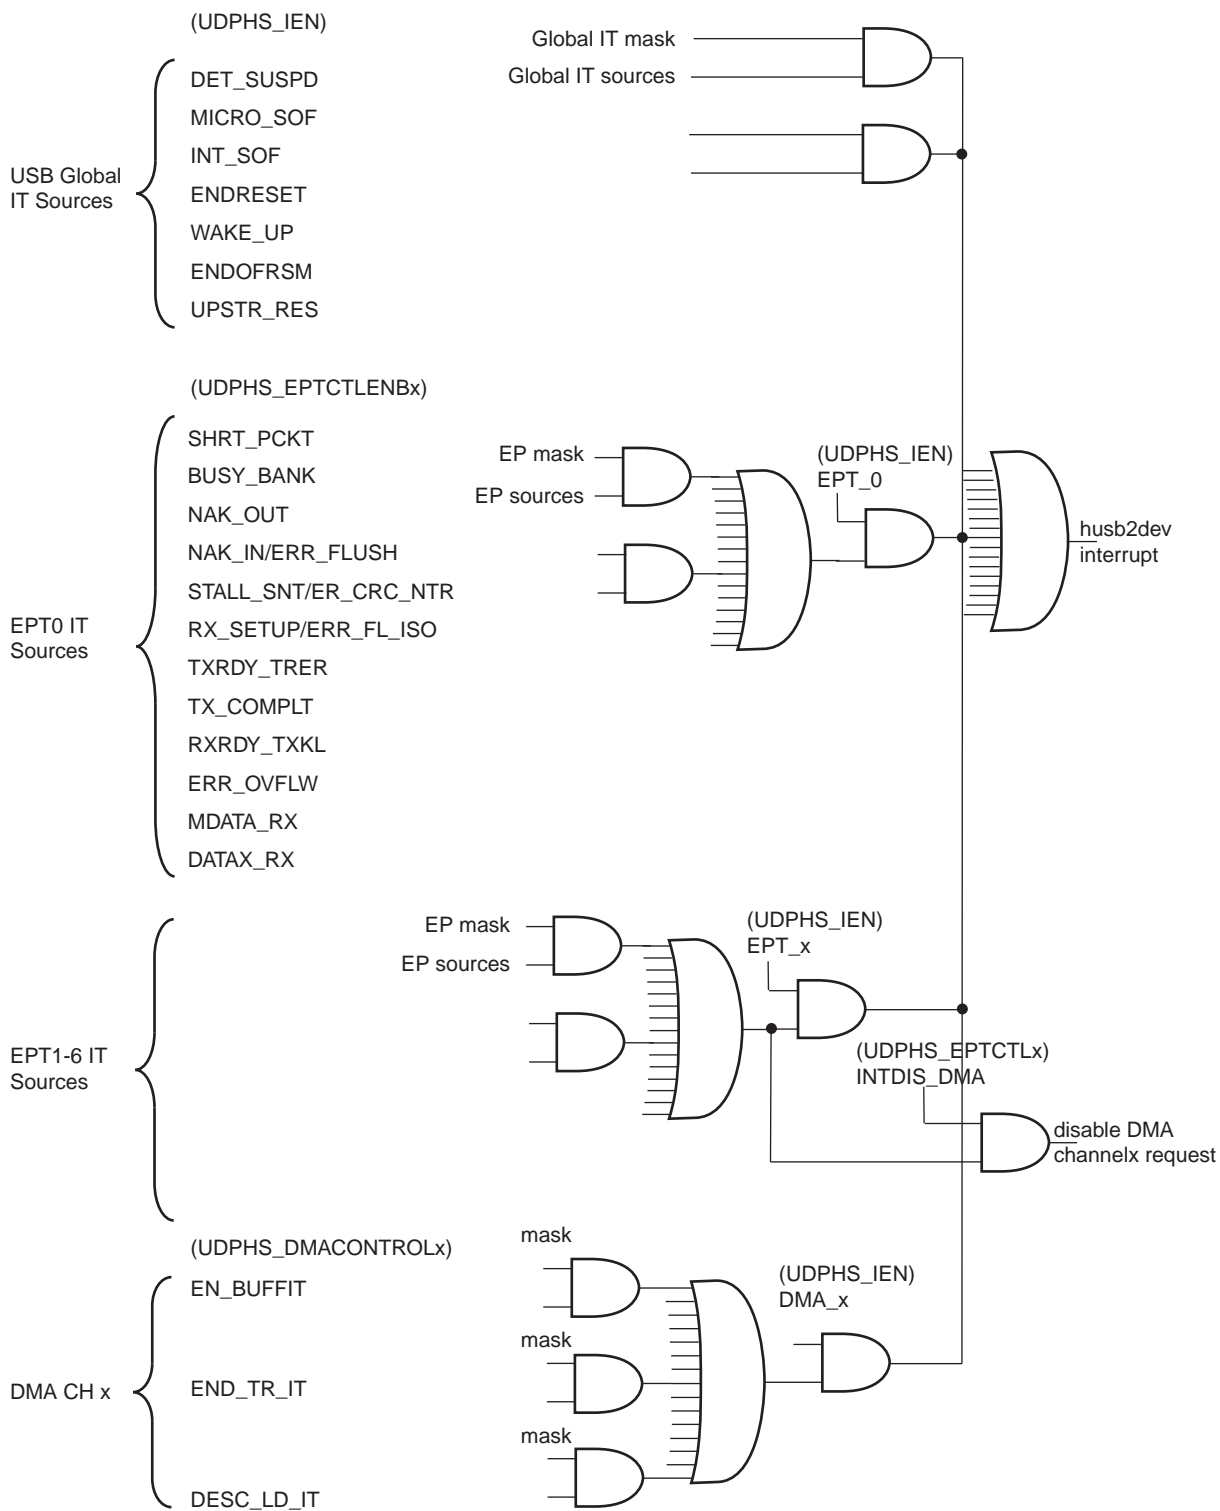 (UDPHS_IEN)
Global IT mask
Global IT sources
USB Global
IT Sources
DET_SUSPD
MICRO_SOF
INT_SOF
ENDRESET
WAKE_UP
ENDOFRSM
UPSTR_RES
(UDPHS_EPTCTLENBx)
EPT0 IT
Sources
SHRT_PCKT
BUSY_BANK
NAK_OUT
NAK_IN/ERR_FLUSH
STALL_SNT/ER_CRC_NTR
RX_SETUP/ERR_FL_ISO
TXRDY_TRER
TX_COMPLT
RXRDY_TXKL
ERR_OVFLW
MDATA_RX
DATAX_RX
EP mask
EP sources
(UDPHS_IEN)
EPT_0
husb2dev
interrupt
EPT1-6 IT
Sources
EP mask
EP sources
(UDPHS_IEN)
EPT_x
(UDPHS_EPTCTLx)
INTDIS_DMA
disable DMA
channelx request
(UDPHS_DMACONTROLx)
DMA CH x
EN_BUFFIT
END_TR_IT
DESC_LD_IT
mask
mask
mask
(UDPHS_IEN)
DMA_x